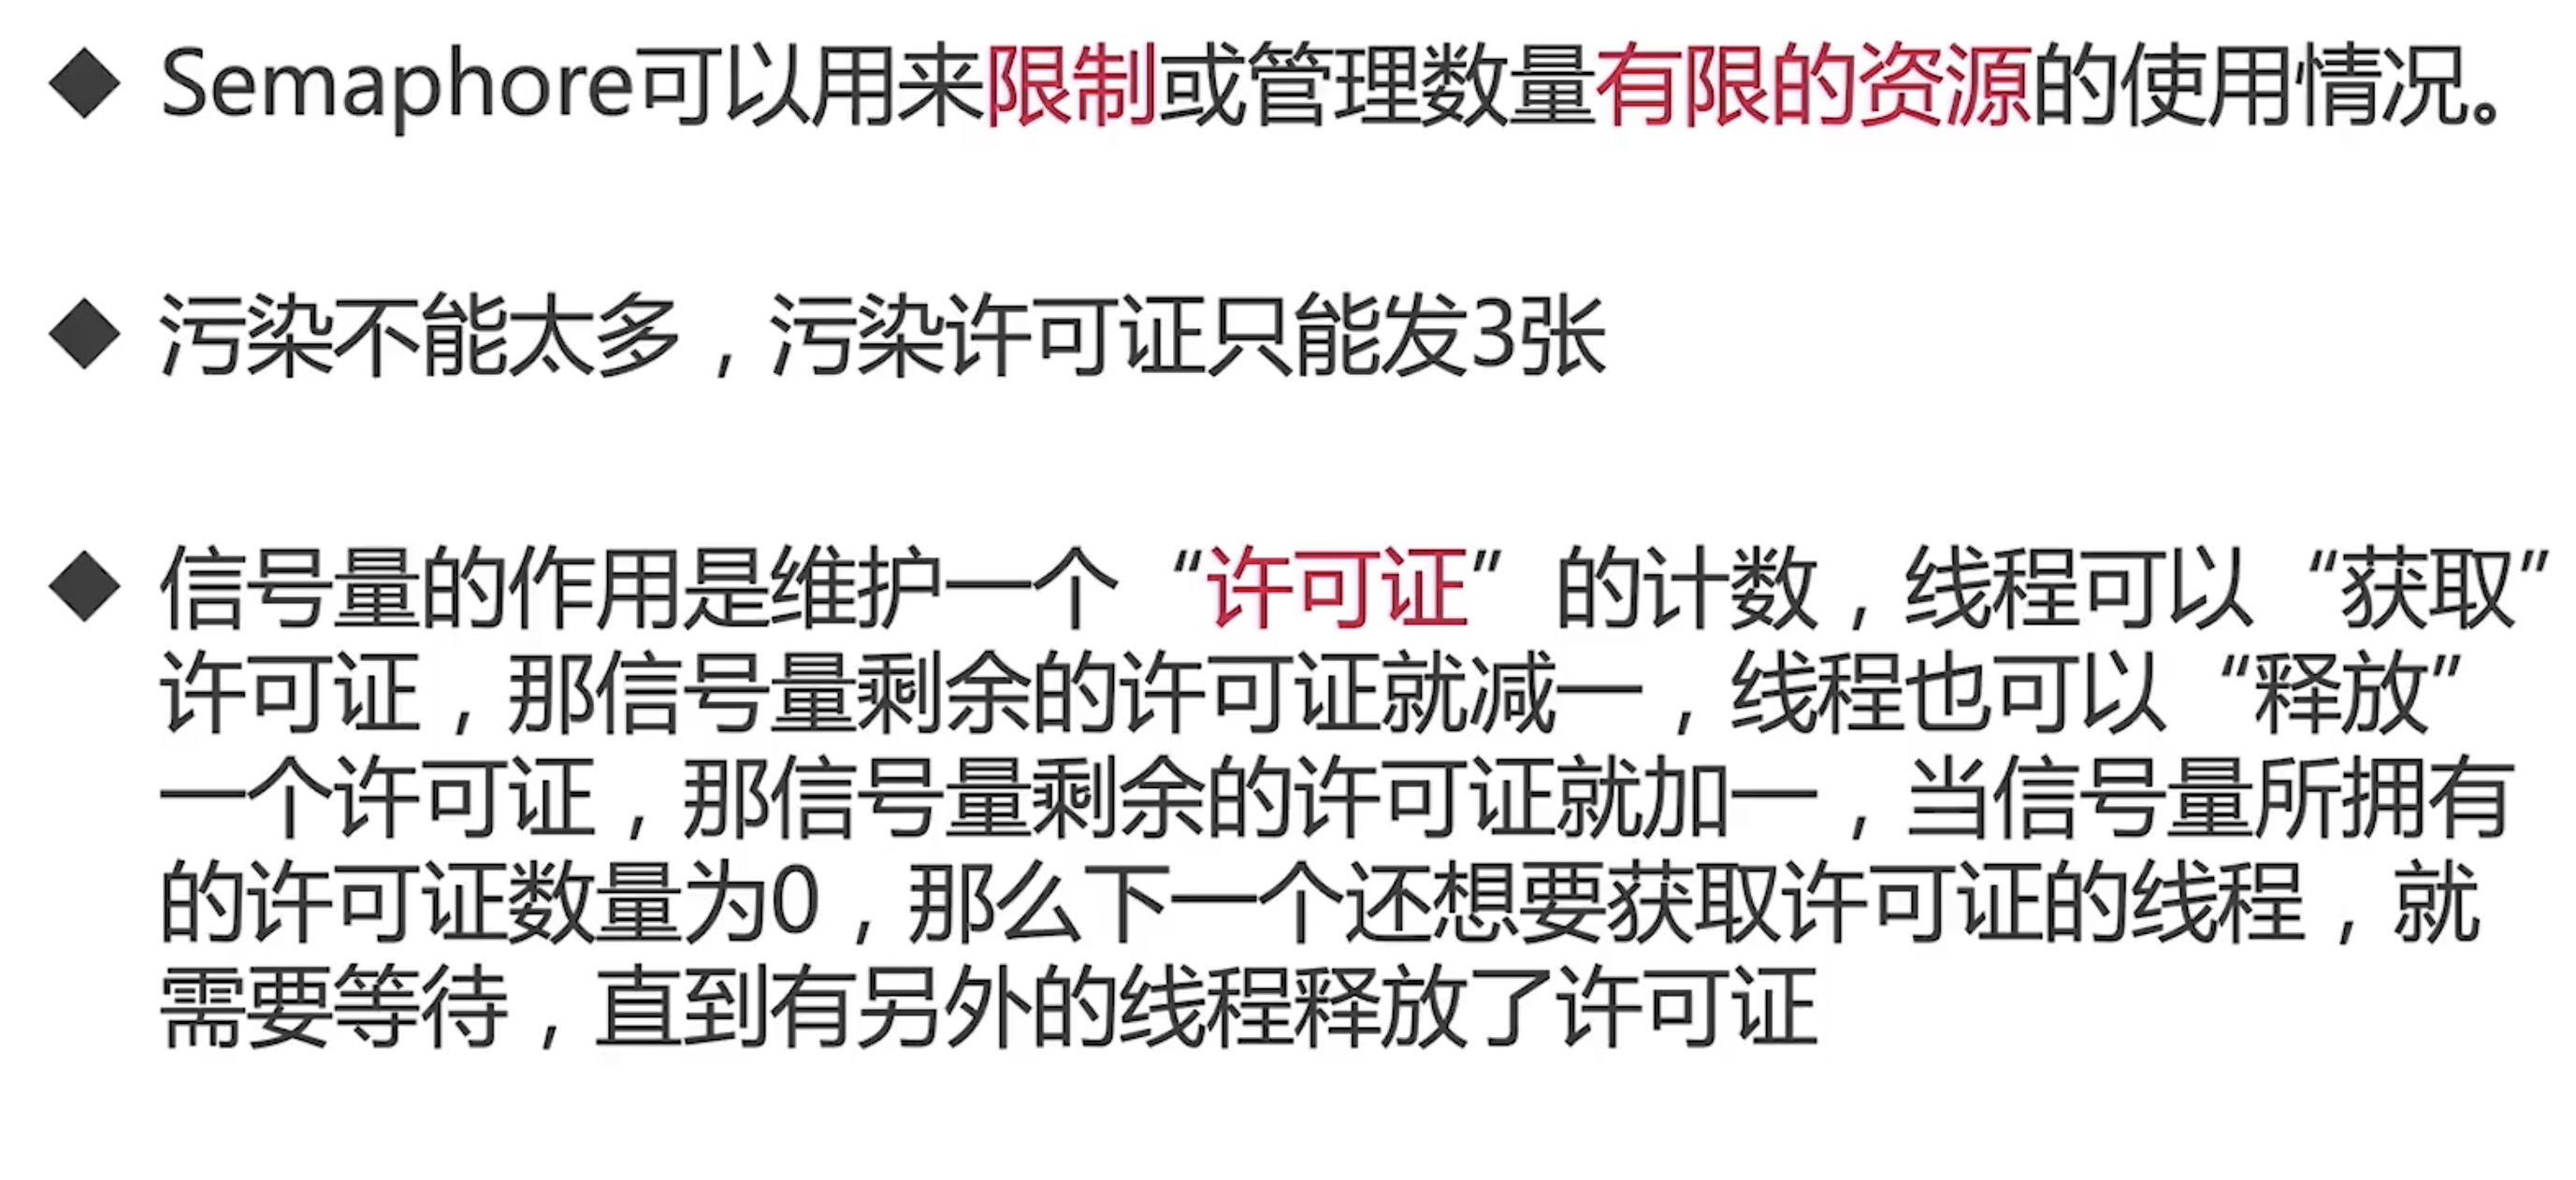 ◆ Semaphore可以用来限制或管理数量有限的资源的使用情况。
◆ 污染不能太多，污染许可证只能发3张
◆ 信号量的作用是维护一个“许可证”的计数，线程可以“获取”
许可证，那信号量剩余的许可证就减一，线程也可以“释放”
一个许可证，那信号量剩余的许可证就加一，当信号量所拥有
的许可证数量为0，那么下一个还想要获取许可证的线程，就
需要等待，直到有另外的线程释放了许可证